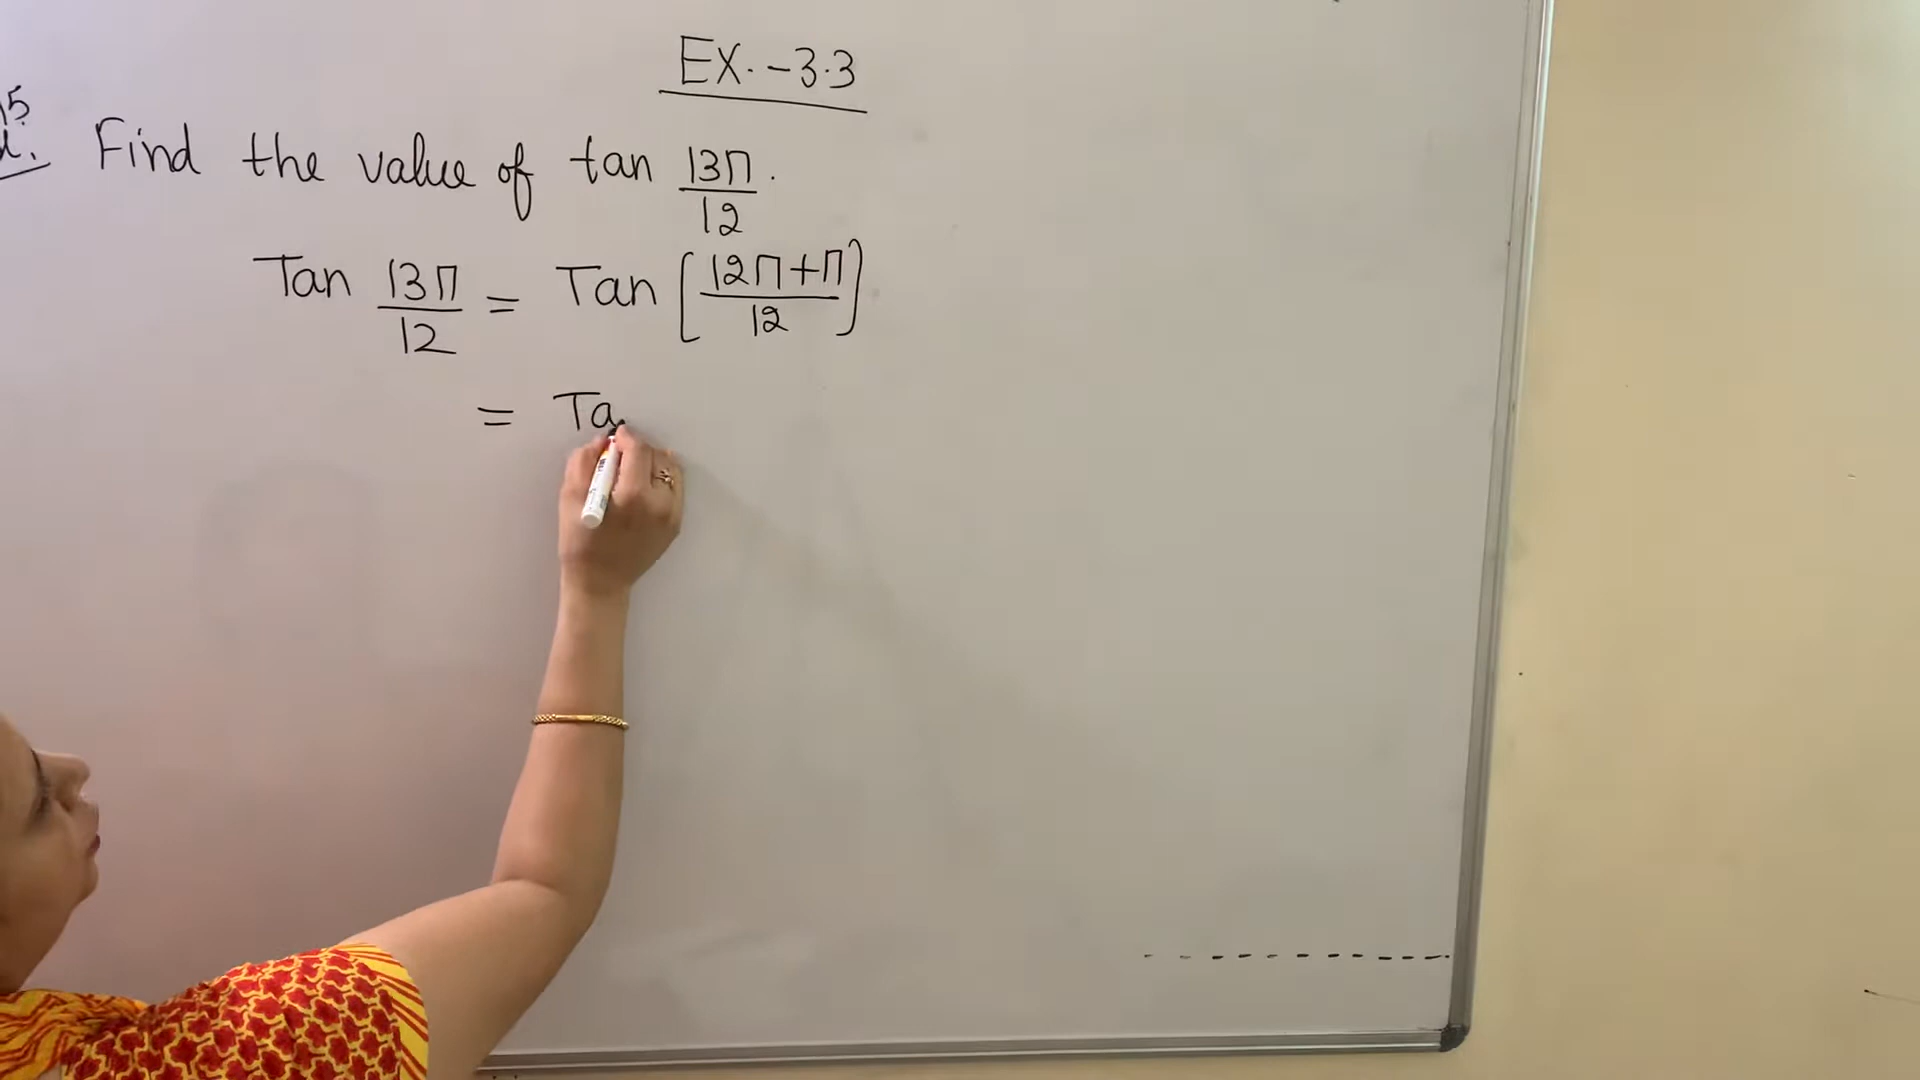 EX.-3.3
Find the value of tan 13π/12.
Tan 13π/12 = Tan [12π+π/12]
= Ta